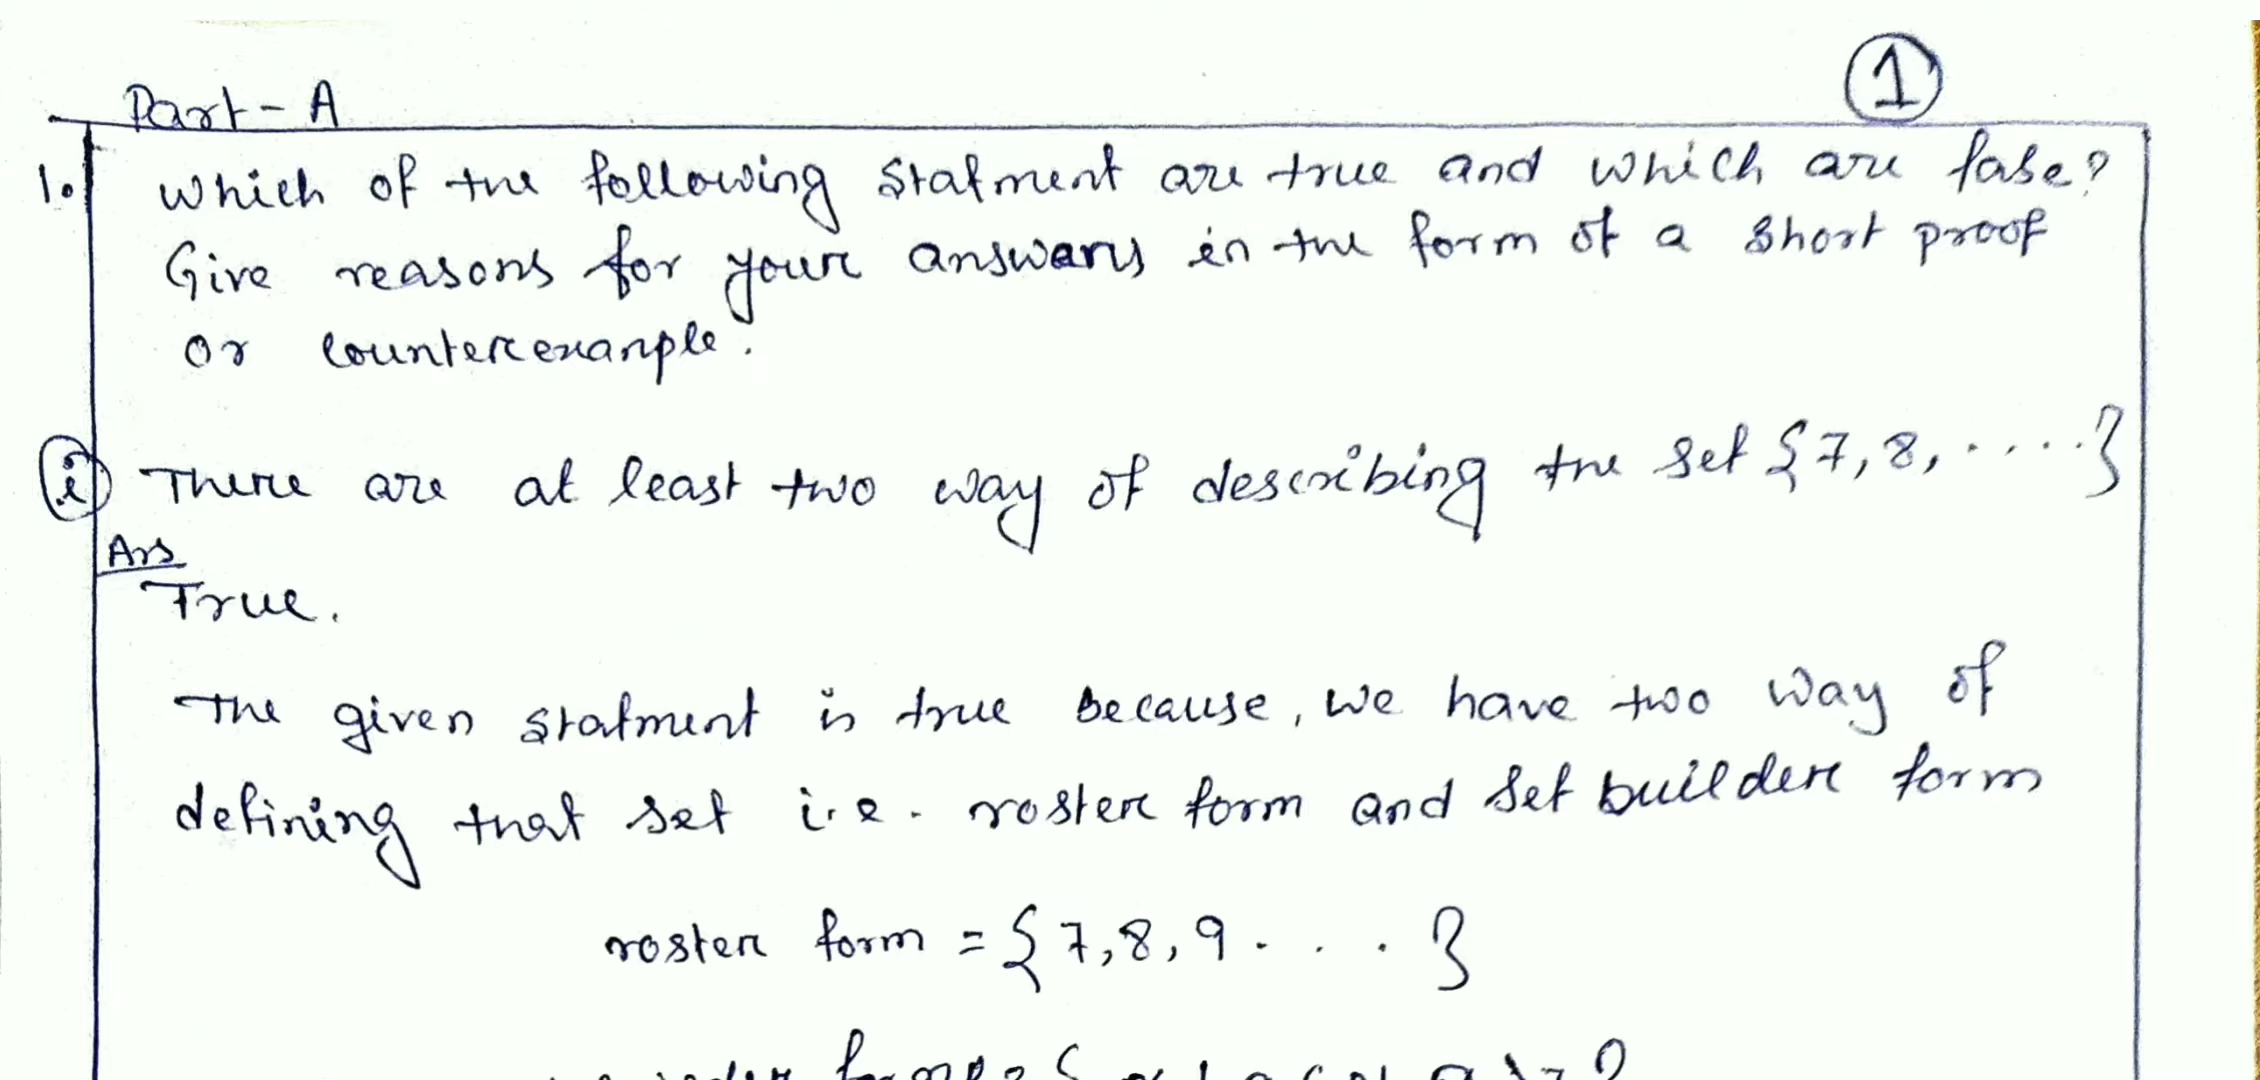 1
Part - A
1. Which of the following Statment are true and which are false?
Give reasons for your answars in the form of a short proof
or counterexanple.
i There are at least two way of describing the set {7, 8, .....}
Ans
True.
The given statment is true because, we have two way of
defining that set i.e. roster form and set builder form
roster form = {7, 8, 9 . . . . }